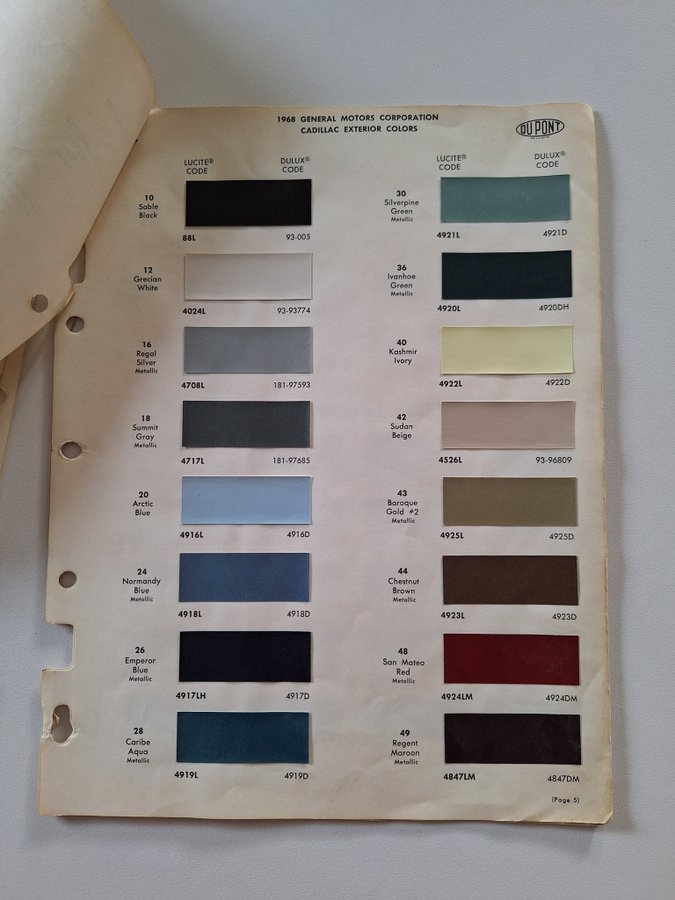 1968 GENERAL MOTORS CORPORATION
CADILLAC EXTERIOR COLORS
DU PONT
LUCITE® CODE
DULUX® CODE
10
Sable
Black
88L 93-005
12
Grecian
White
4024L 93-93774
16
Regal
Silver
Metallic
4708L 181-97593
18
Summit
Gray
Metallic
4717L 181-97685
20
Arctic
Blue
4916L 4916D
24
Normandy
Blue
Metallic
4918L 4918D
26
Emperor
Blue
Metallic
4917LH 4917D
28
Caribe
Aqua
Metallic
4919L 4919D
LUCITE® CODE
DULUX® CODE
30
Silverpine
Green
Metallic
4921L 4921D
36
Ivanhoe
Green
Metallic
4920L 4920DH
40
Kashmir
Ivory
4922L 4922D
42
Sudan
Beige
4526L 93-96809
43
Baroque
Gold #2
Metallic
4925L 4925D
44
Chestnut
Brown
Metallic
4923L 4923D
48
San Mateo
Red
Metallic
4924LM 4924DM
49
Regent
Maroon
Metallic
4847LM 4847DM
(Page 5)